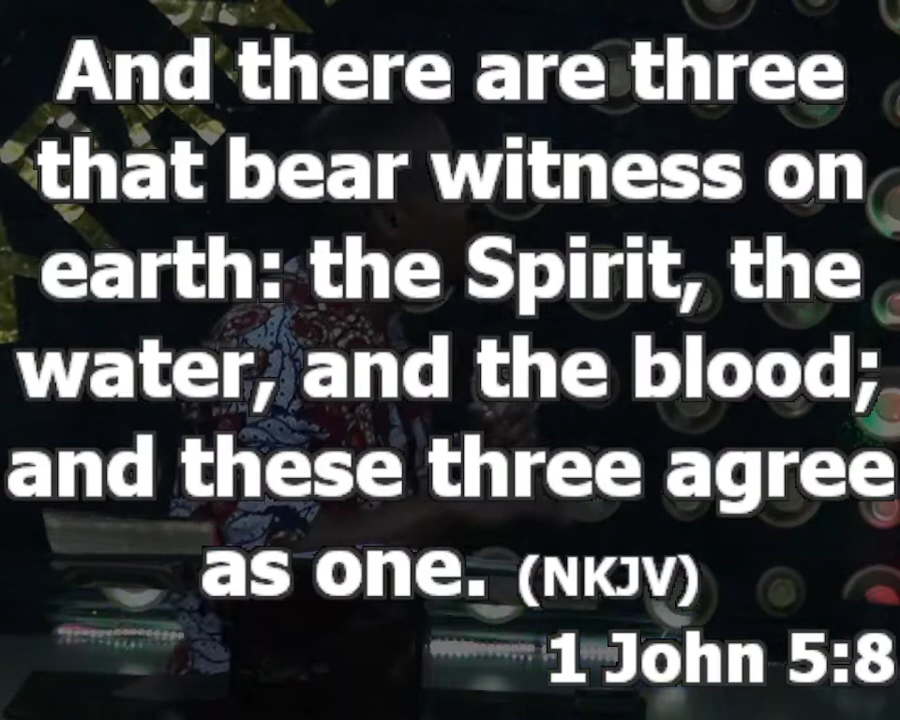 And there are three
that bear witness on
earth: the Spirit, the
water, and the blood;
and these three agree
as one. (NKJV)
1 John 5:8